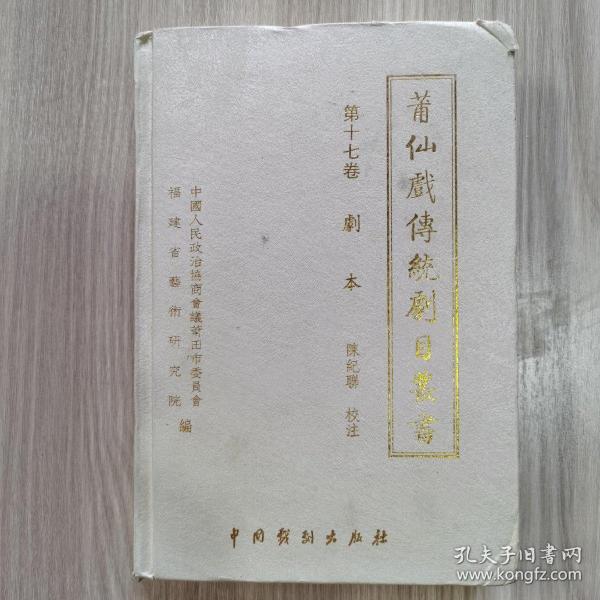 莆仙戲傳統劇目叢書
第十七卷 劇本
陳紀聯 校注
中國人民政治協商會議莆田市委員會
福建省藝術研究院 編
中国戏剧出版社
孔夫子旧書网
www.kongfz.com